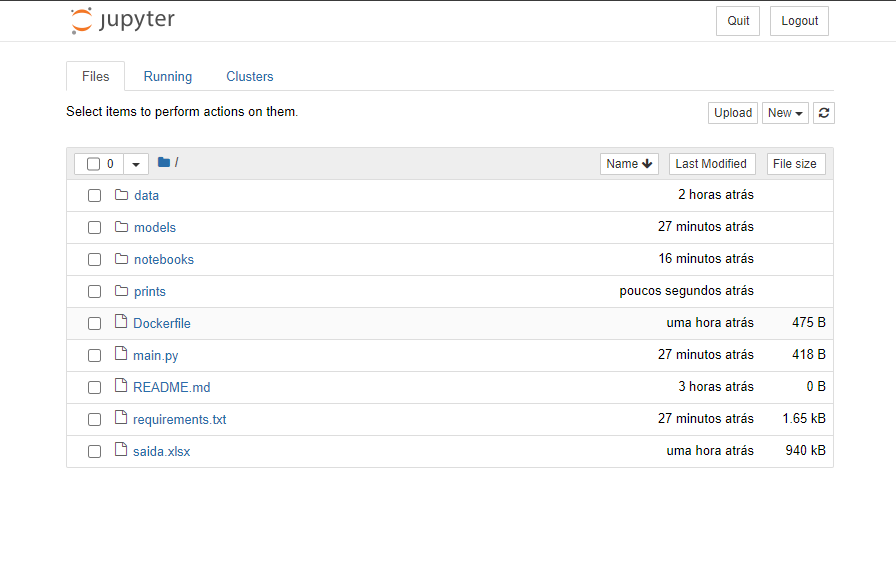 jupyter Quit Logout
Files Running Clusters
Select items to perform actions on them. Upload New
0 / Name Last Modified File size
data 2 horas atrás
models 27 minutos atrás
notebooks 16 minutos atrás
prints poucos segundos atrás
Dockerfile uma hora atrás 475 B
main.py 27 minutos atrás 418 B
README.md 3 horas atrás 0 B
requirements.txt 27 minutos atrás 1.65 kB
saida.xlsx uma hora atrás 940 kB